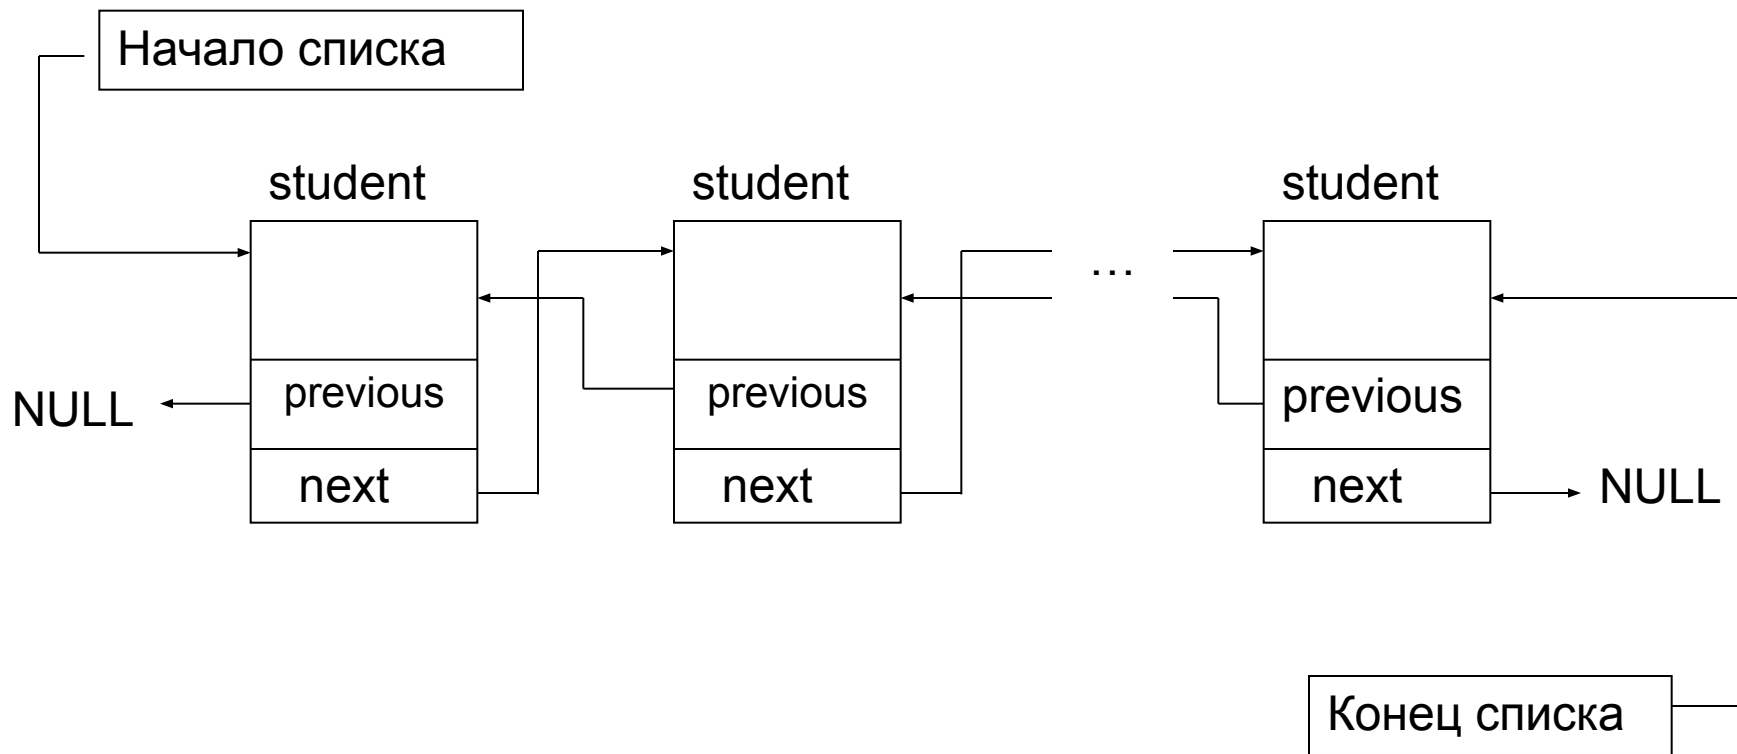 Начало списка
student student student
…
previous previous previous
NULL
next next next NULL
Конец списка